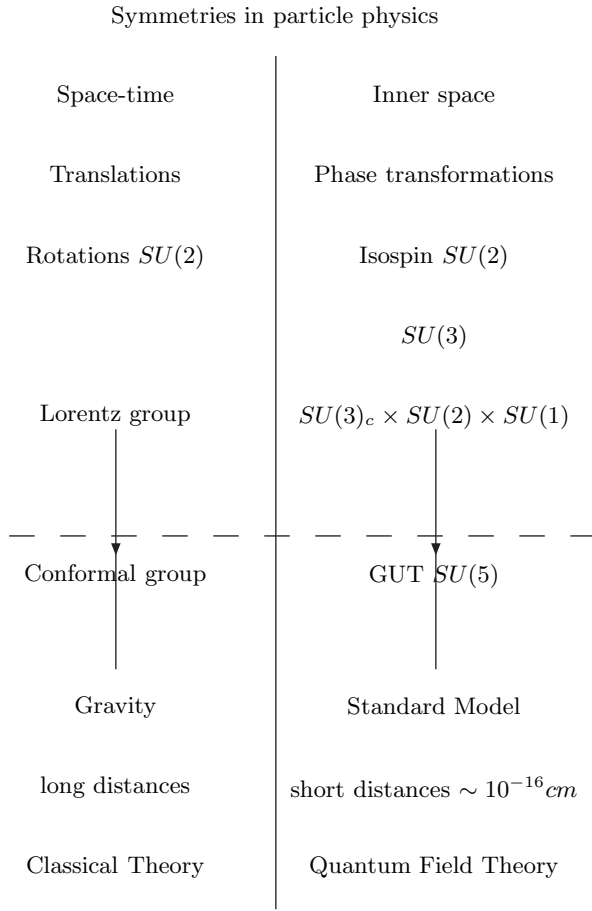 Symmetries in particle physics
Space-time Inner space
Translations Phase transformations
Rotations SU(2) Isospin SU(2)
SU(3)
Lorentz group SU(3)_c × SU(2) × SU(1)
Conformal group GUT SU(5)
Gravity Standard Model
long distances short distances ∼ 10^{−16}cm
Classical Theory Quantum Field Theory